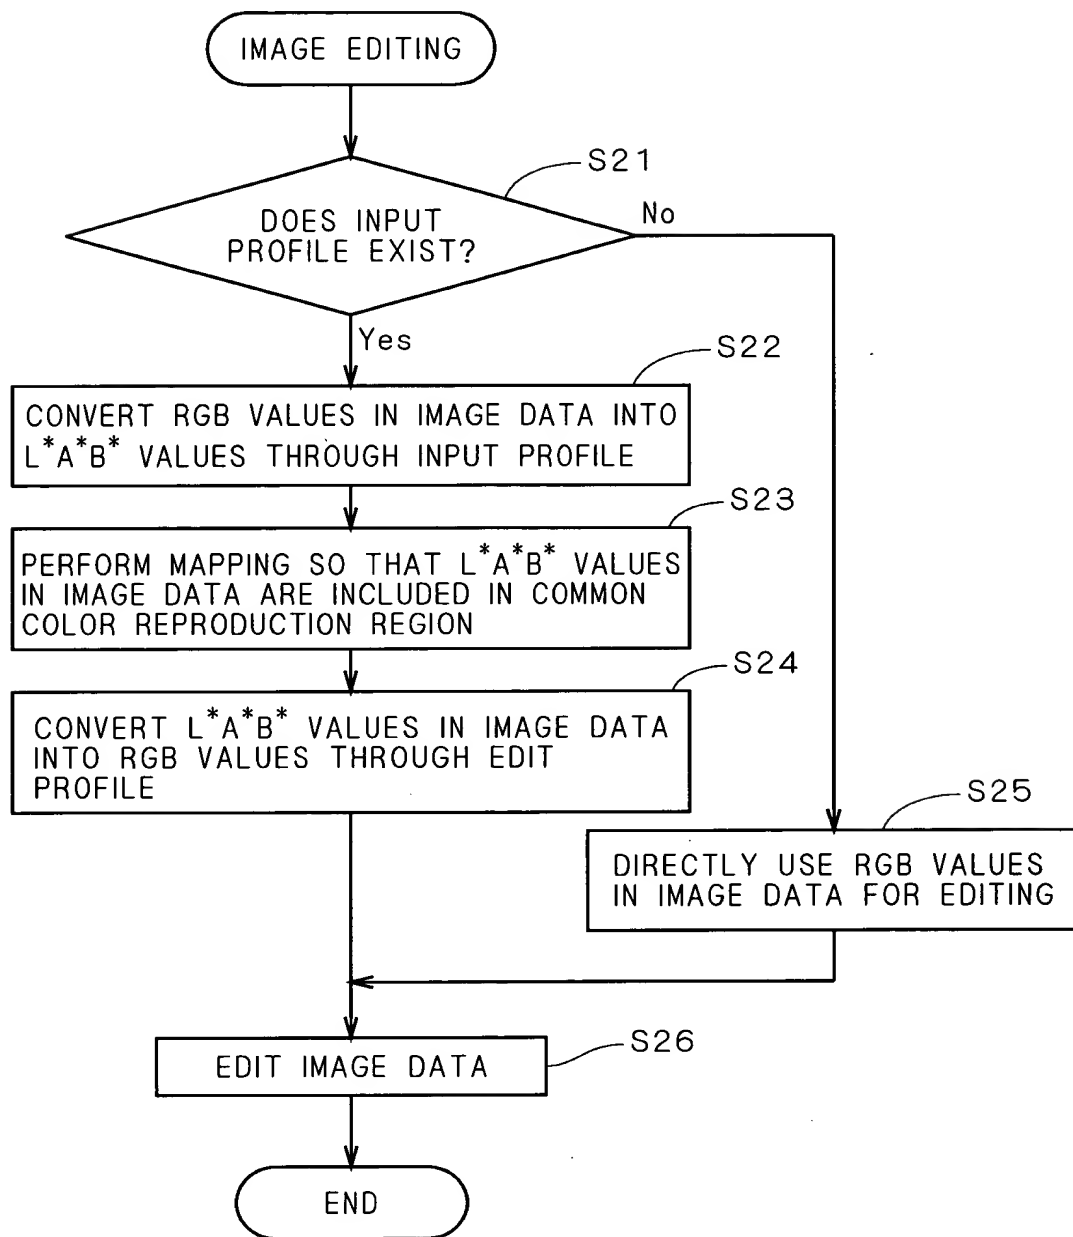 IMAGE EDITING
S21
DOES INPUT
PROFILE EXIST?
No
Yes
S22
CONVERT RGB VALUES IN IMAGE DATA INTO
L*A*B* VALUES THROUGH INPUT PROFILE
S23
PERFORM MAPPING SO THAT L*A*B* VALUES
IN IMAGE DATA ARE INCLUDED IN COMMON
COLOR REPRODUCTION REGION
S24
CONVERT L*A*B* VALUES IN IMAGE DATA
INTO RGB VALUES THROUGH EDIT
PROFILE
S25
DIRECTLY USE RGB VALUES
IN IMAGE DATA FOR EDITING
S26
EDIT IMAGE DATA
END